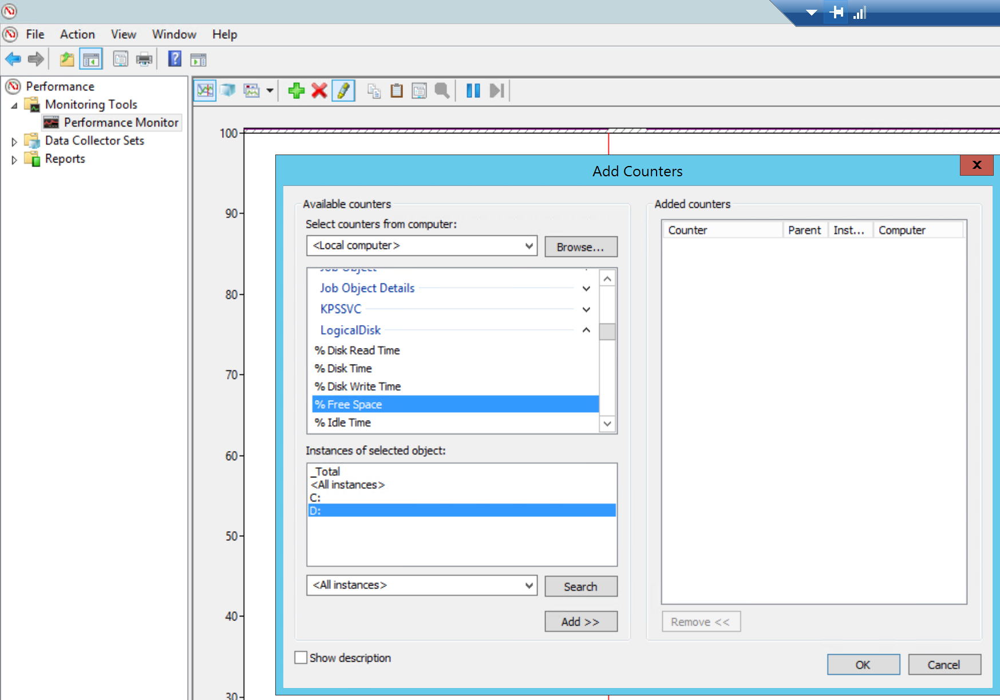 File Action View Window Help
Performance
Monitoring Tools
Performance Monitor
Data Collector Sets
Reports
100
90
80
70
60
50
40
30
Add Counters
x
Available counters
Select counters from computer:
<Local computer>
Browse...
Job Object
Job Object Details
KPSSVC
LogicalDisk
% Disk Read Time
% Disk Time
% Disk Write Time
% Free Space
% Idle Time
Instances of selected object:
_Total
<All instances>
C:
D:
<All instances>
Search
Add >>
Show description
Added counters
Counter Parent Inst... Computer
Remove <<
OK Cancel